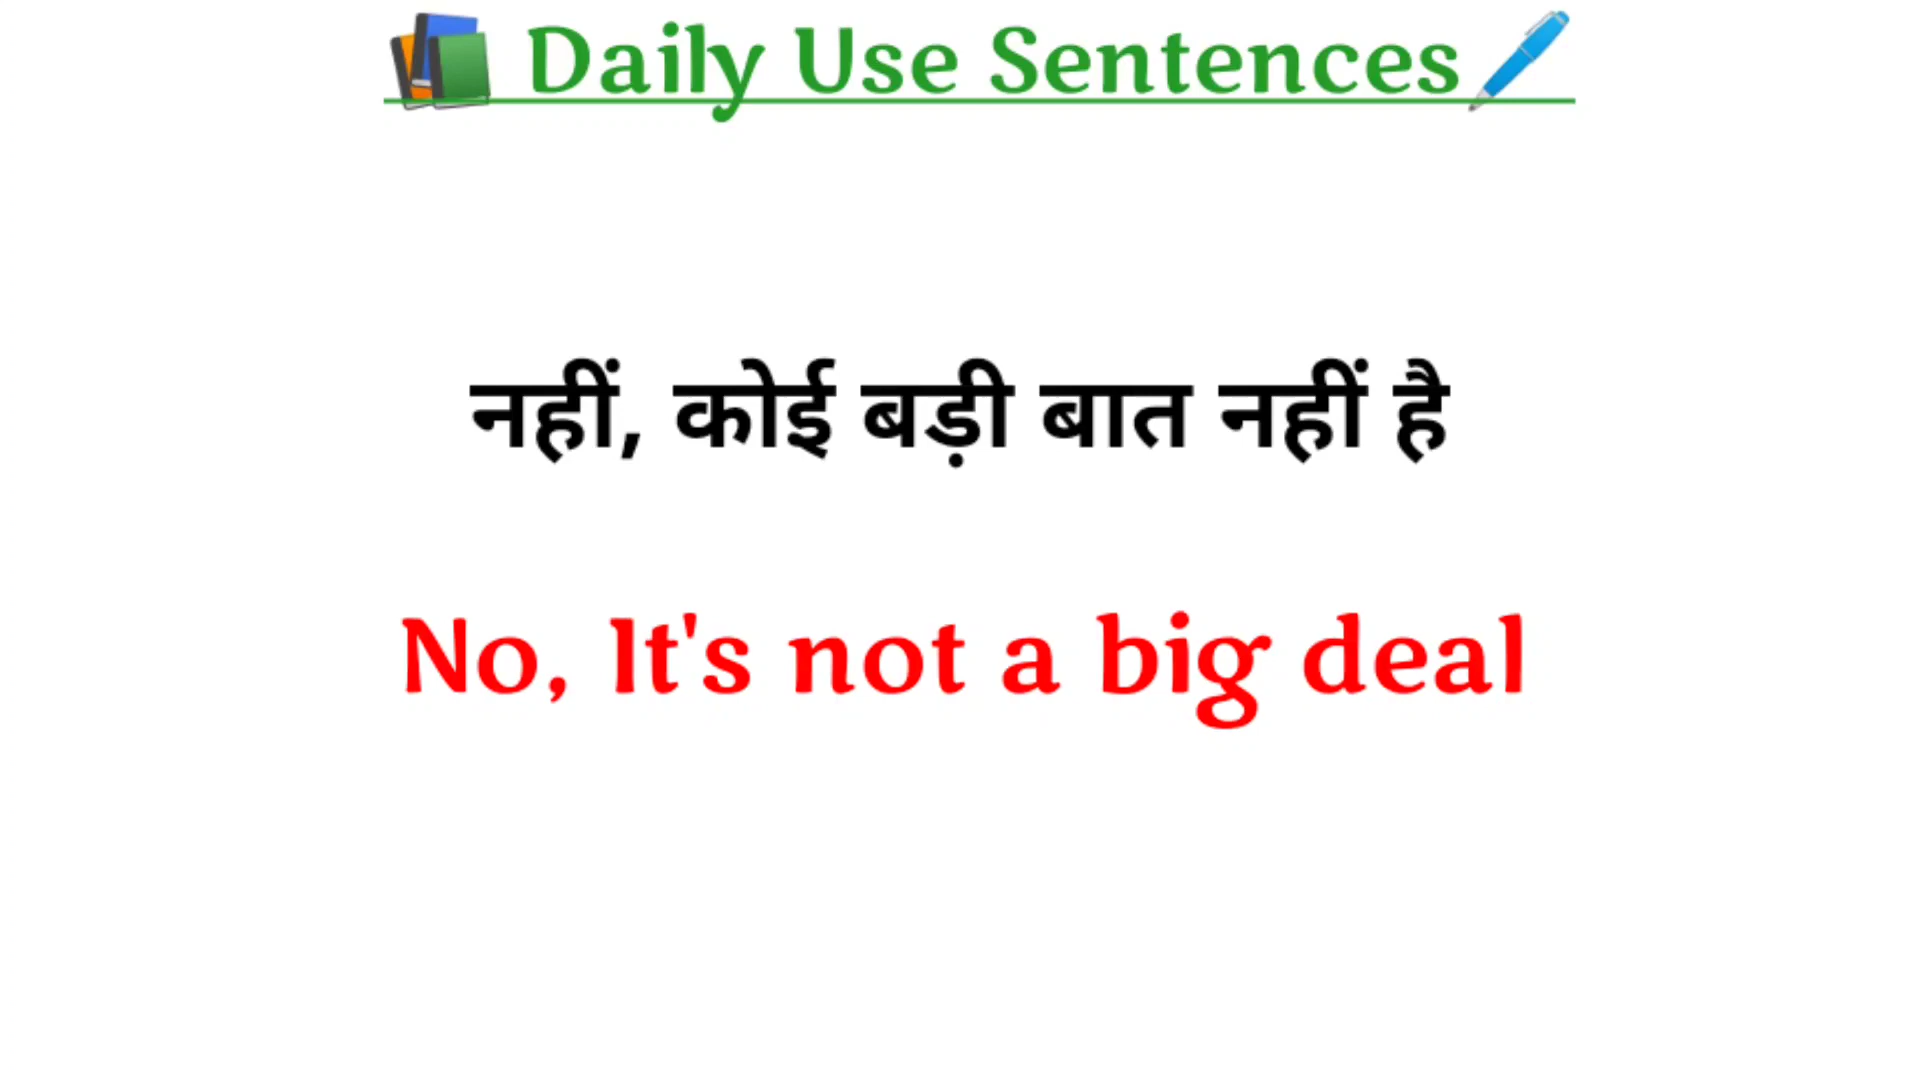 Daily Use Sentences
नहीं, कोई बड़ी बात नहीं है
No, It's not a big deal